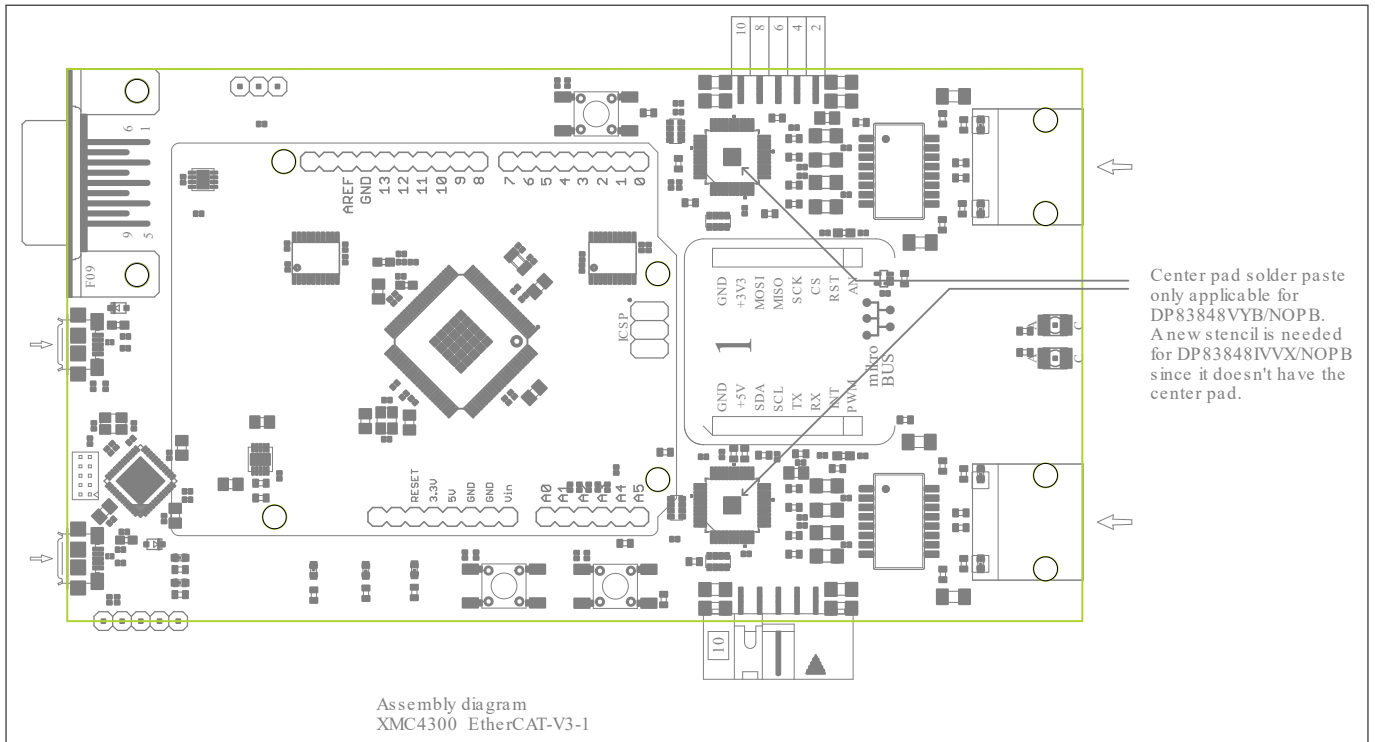 10
8
6
4
2
6
1
9
5
F09
AREF
GND
13
12
11
10
9
8
7
6
5
4
3
2
1
0
ICSP
GND
+3V3
MOSI
MISO
SCK
CS
RST
AN
1
mikro
BUS
GND
+5V
SDA
SCL
TX
RX
INT
PWM
C
C
Center pad solder paste
only applicable for
DP83848VYB/NOPB.
A new stencil is needed
for DP83848IVVX/NOPB
since it doesn't have the
center pad.
RESET
3.3V
5V
GND
GND
Vin
A0
A1
A4
A5
10
Assembly diagram
XMC4300 EtherCAT-V3-1